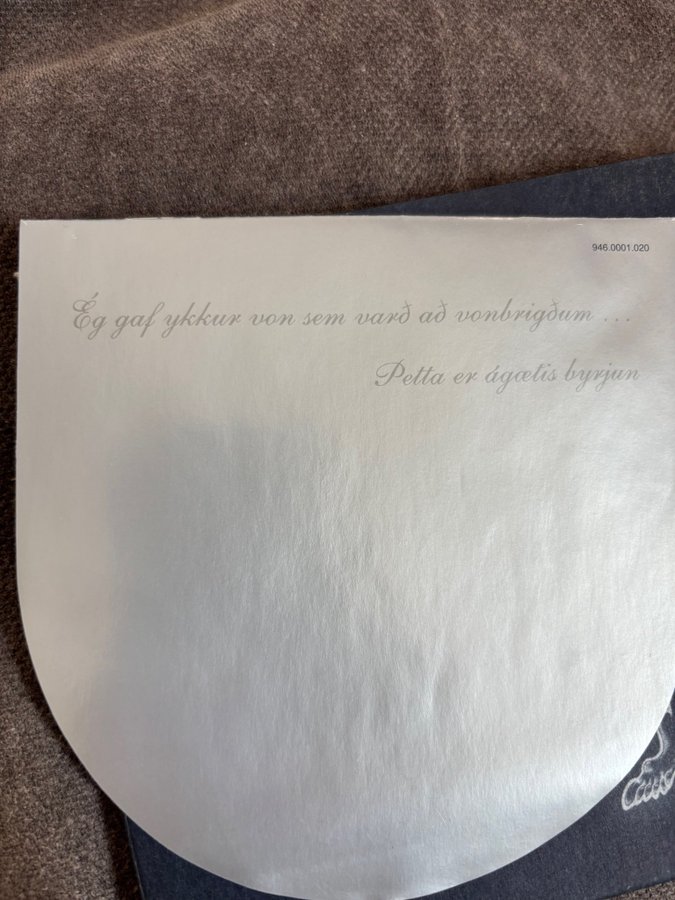 946.0001.020
Ég gaf ykkur von sem varð að vonbrigðum ...
Þetta er ágætis byrjun